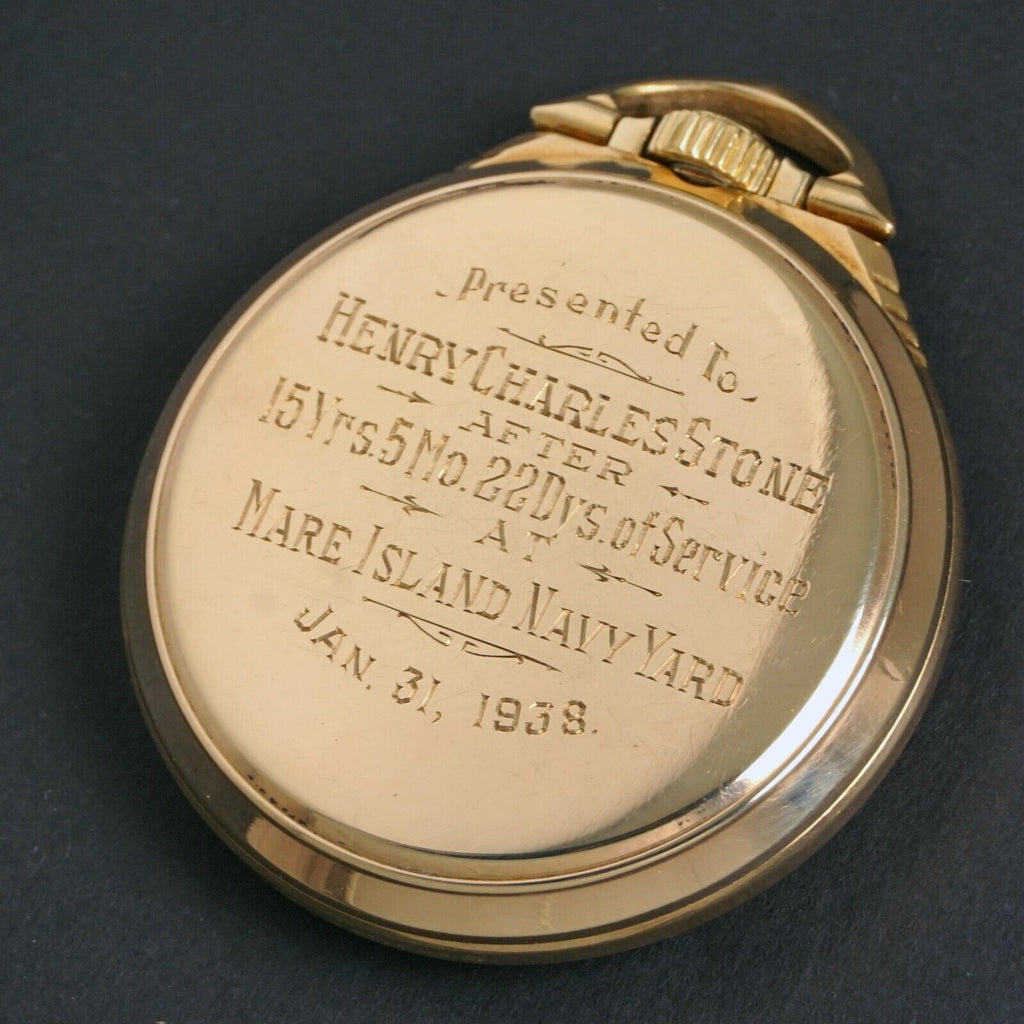 Presented To
HENRY CHARLES STONE
AFTER
15 Yrs. 5 Mo. 22 Dys. of Service
AT
MARE ISLAND NAVY YARD
JAN. 31, 1938.